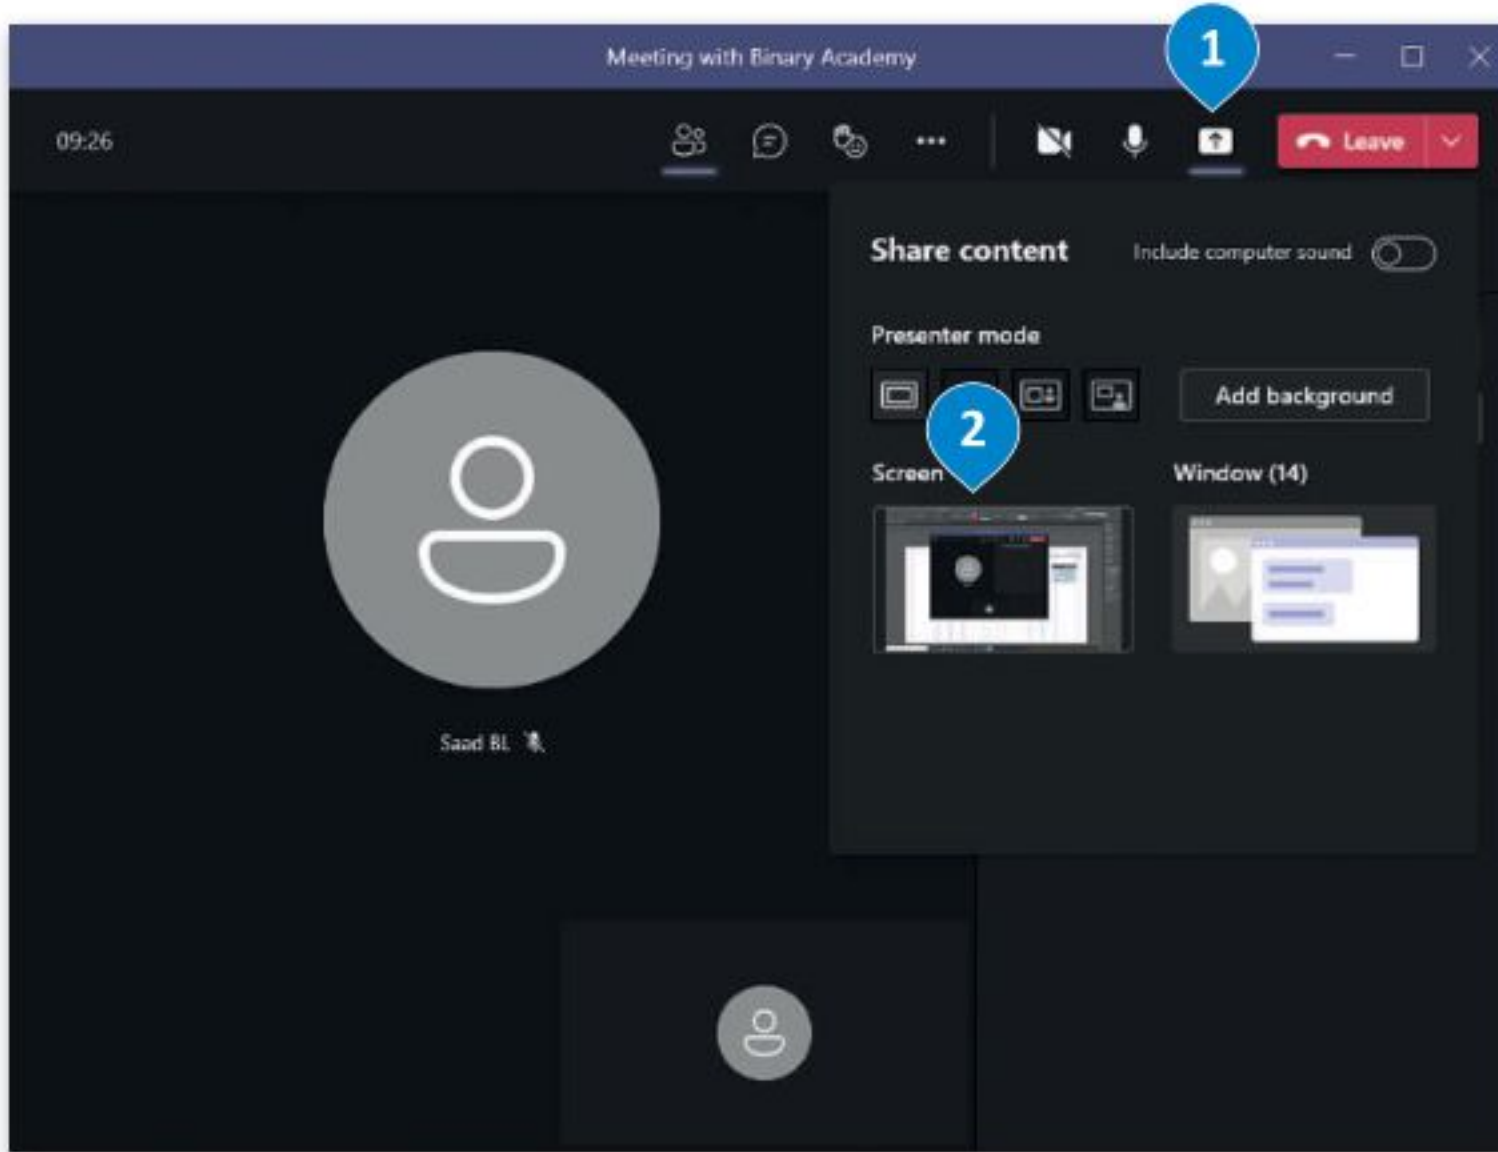 Meeting with Binary Academy
1
09:26
Leave
Share content
Include computer sound
Presenter mode
Add background
2
Screen
Window (14)
Saad BL